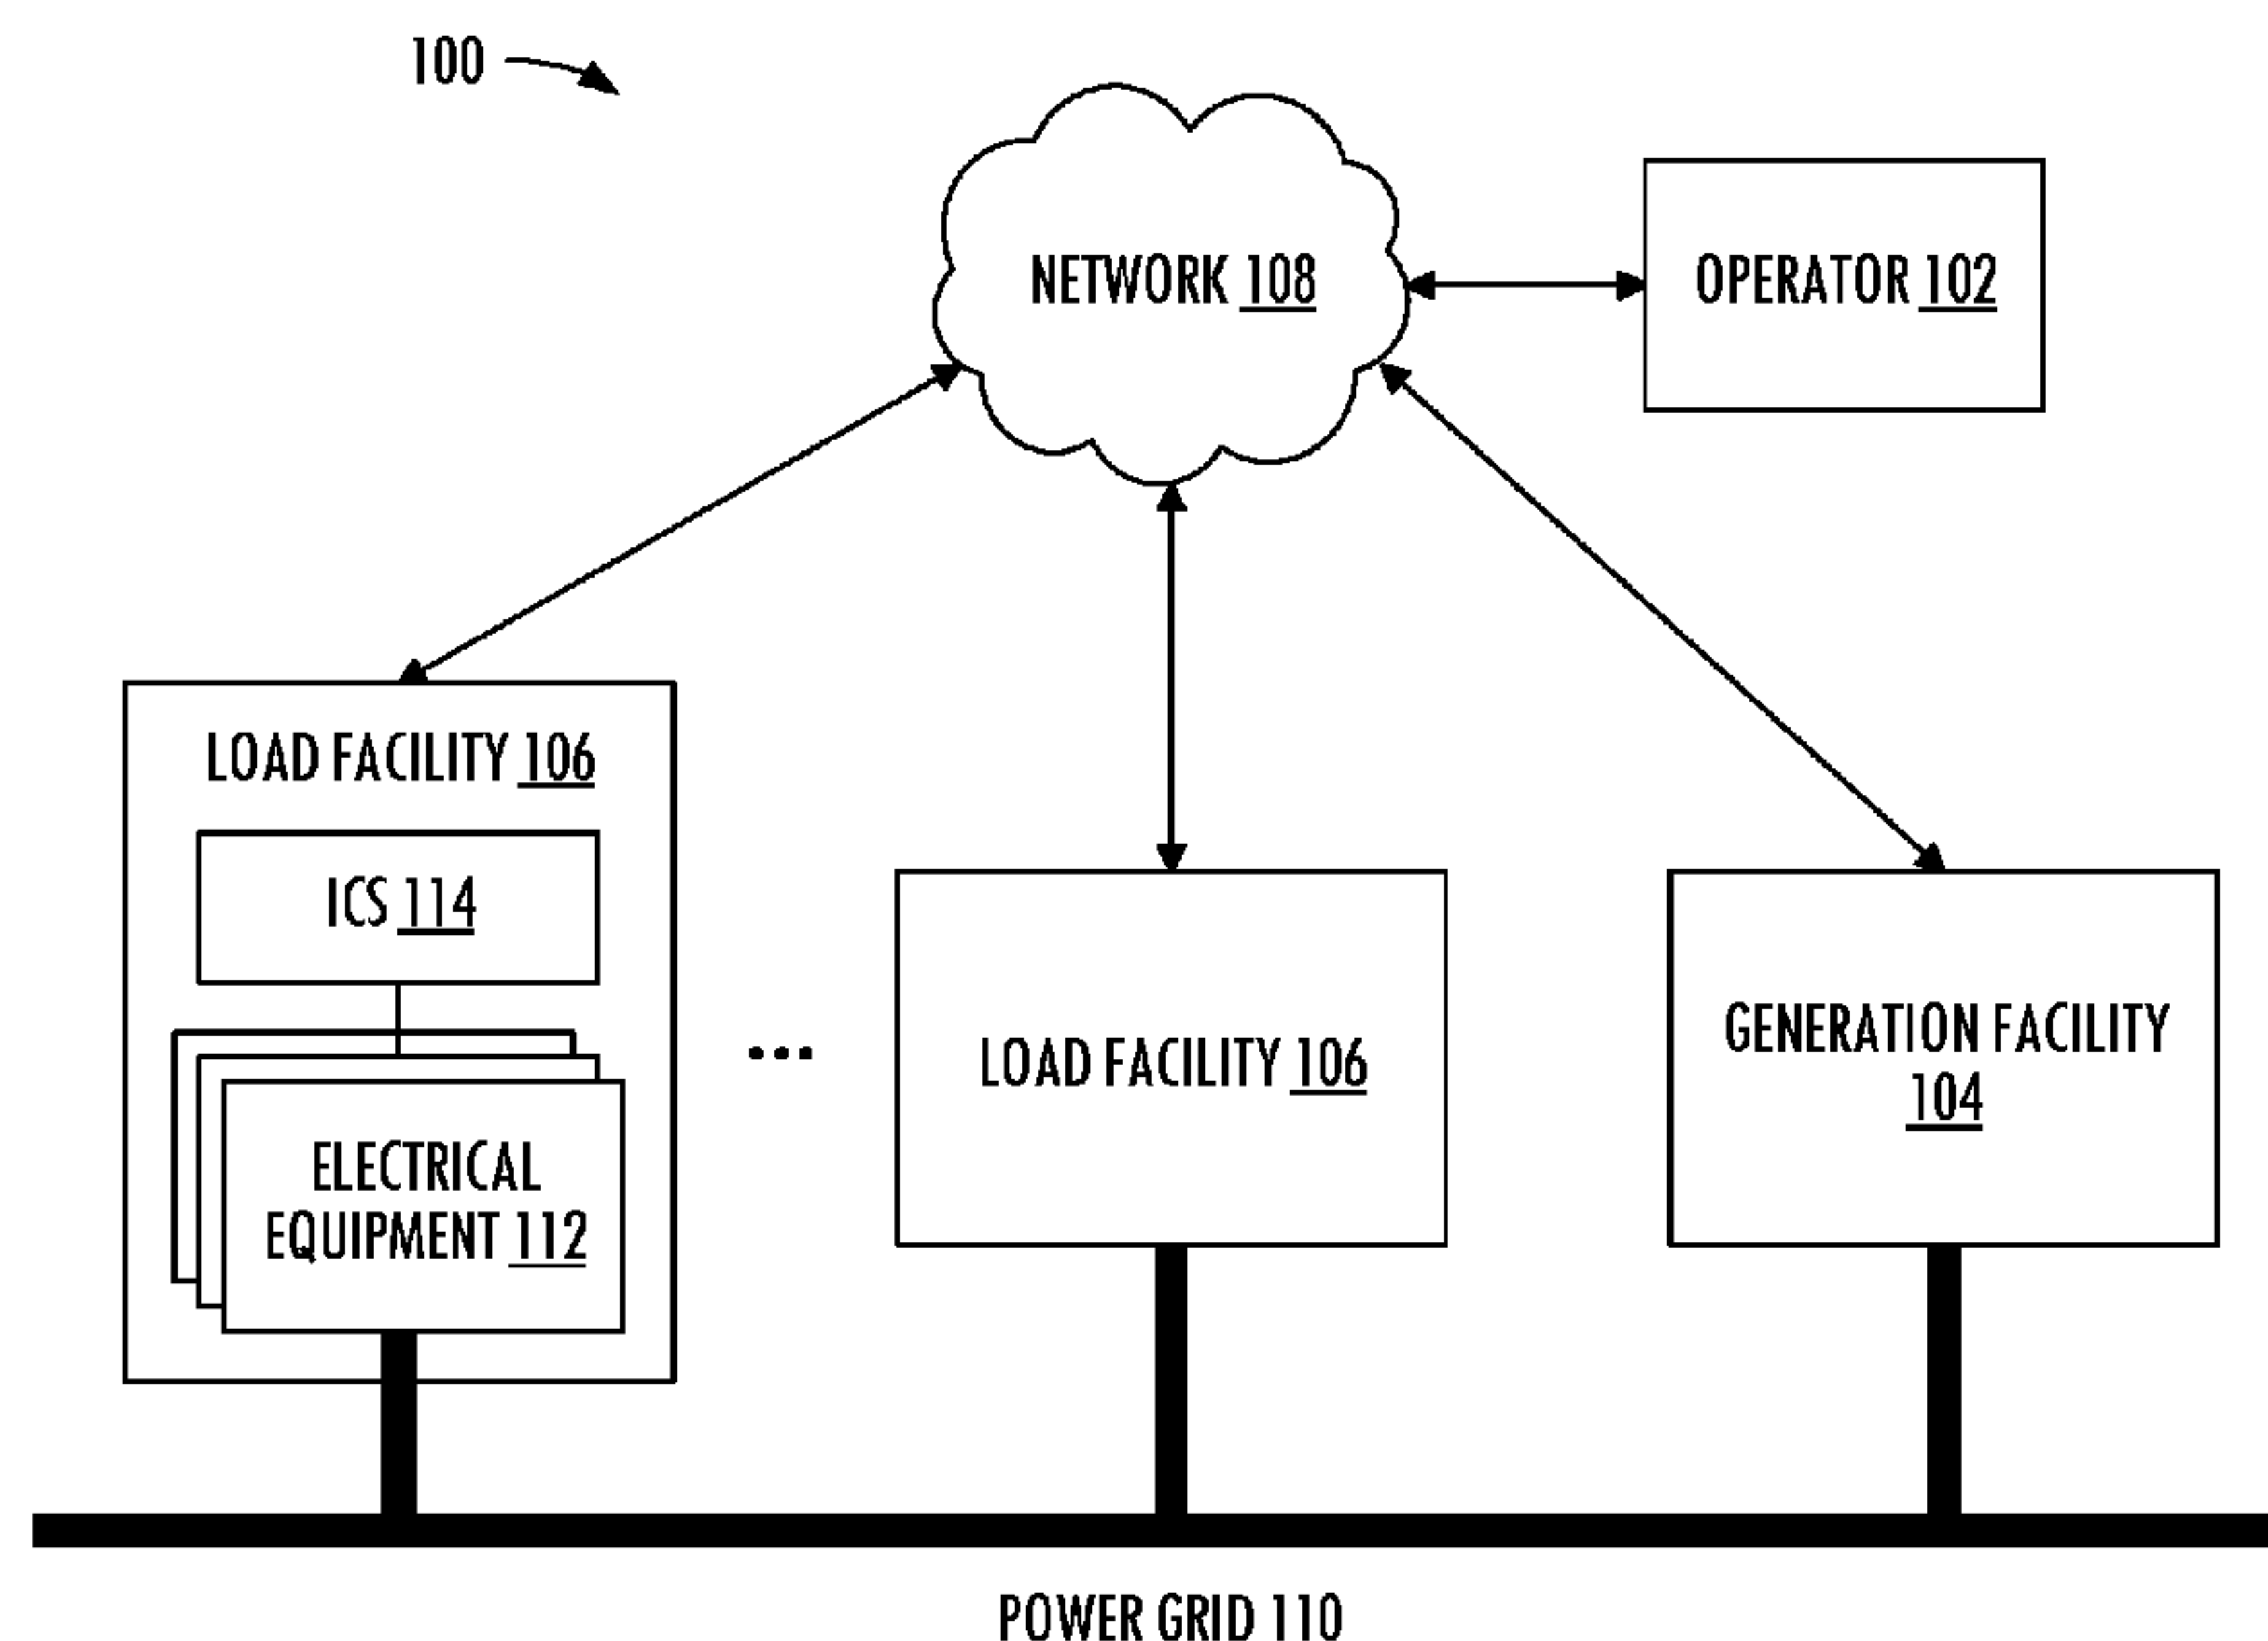 100
NETWORK 108
OPERATOR 102
LOAD FACILITY 106
ICS 114
ELECTRICAL
EQUIPMENT 112
LOAD FACILITY 106
GENERATION FACILITY
104
POWER GRID 110